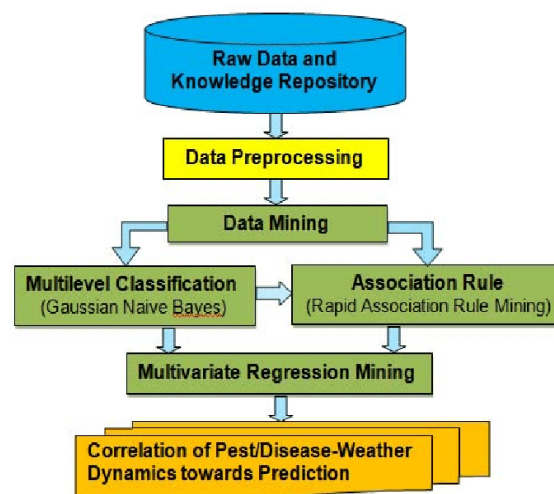 Raw Data and
Knowledge Repository
Data Preprocessing
Data Mining
Multilevel Classification
(Gaussian Naive Bayes)
Association Rule
(Rapid Association Rule Mining)
Multivariate Regression Mining
Correlation of Pest/Disease-Weather
Dynamics towards Prediction